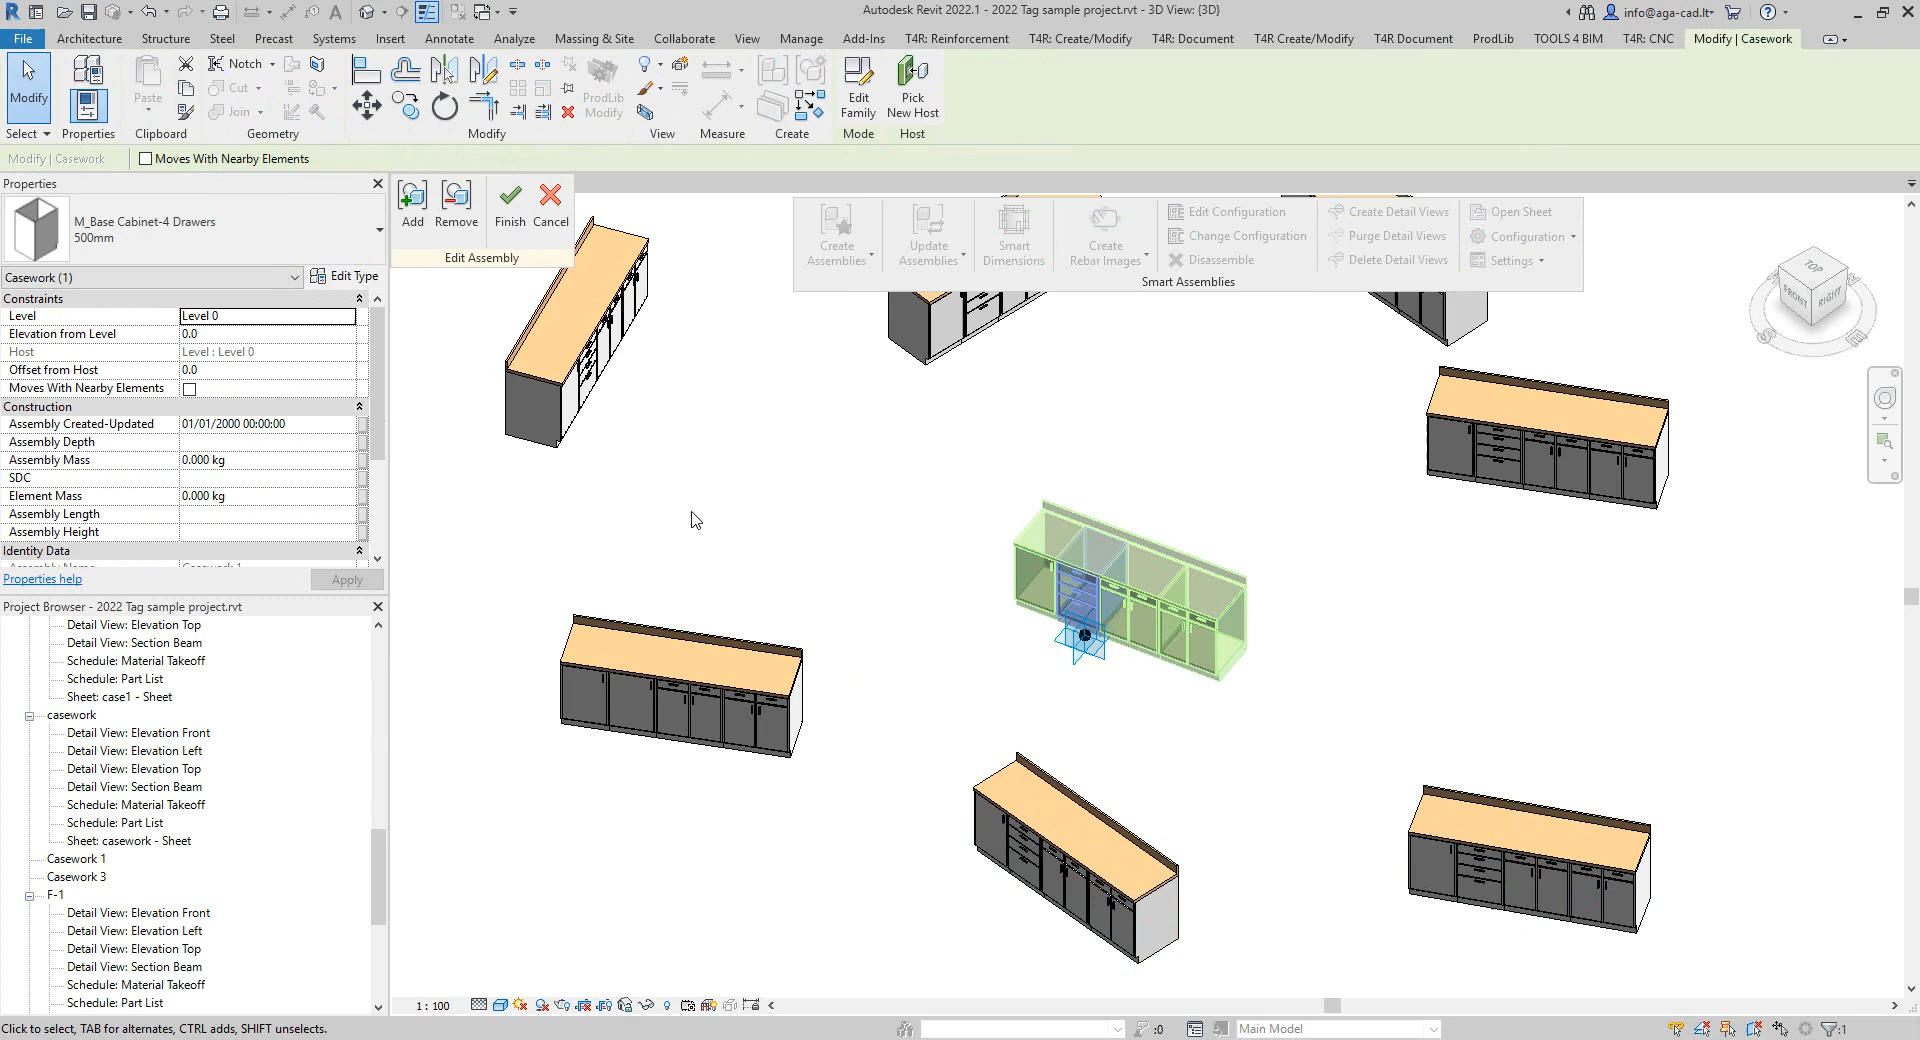 Autodesk Revit 2022.1 - 2022 Tag sample project.rvt - 3D View: {3D}
info@aga-cad.lt
File Architecture Structure Steel Precast Systems Insert Annotate Analyze Massing & Site Collaborate View Manage Add-Ins T4R: Reinforcement T4R: Create/Modify T4R: Document T4R Create/Modify T4R Document ProdLib TOOLS 4 BIM T4R: CNC Modify | Casework
Modify
Paste
Notch
Cut
Join
ProdLib
Modify
Edit
Family
Pick
New Host
Select Properties Clipboard Geometry Modify View Measure Create Mode Host
Modify | Casework
Moves With Nearby Elements
Properties
M_Base Cabinet-4 Drawers
500mm
Casework (1)
Edit Type
Constraints
Level Level 0
Elevation from Level 0.0
Host Level : Level 0
Offset from Host 0.0
Moves With Nearby Elements
Construction
Assembly Created-Updated 01/01/2000 00:00:00
Assembly Depth
Assembly Mass 0.000 kg
SDC
Element Mass 0.000 kg
Assembly Length
Assembly Height
Identity Data
Properties help
Apply
Add Remove Finish Cancel
Edit Assembly
Create
Assemblies
Update
Assemblies
Smart
Dimensions
Create
Rebar Images
Edit Configuration
Change Configuration
Disassemble
Create Detail Views
Purge Detail Views
Delete Detail Views
Open Sheet
Configuration
Settings
Smart Assemblies
TOP
FRONT
RIGHT
S
E
Project Browser - 2022 Tag sample project.rvt
Detail View: Elevation Top
Detail View: Section Beam
Schedule: Material Takeoff
Schedule: Part List
Sheet: case1 - Sheet
casework
Detail View: Elevation Front
Detail View: Elevation Left
Detail View: Elevation Top
Detail View: Section Beam
Schedule: Material Takeoff
Schedule: Part List
Sheet: casework - Sheet
Casework 1
Casework 3
F-1
Detail View: Elevation Front
Detail View: Elevation Left
Detail View: Elevation Top
Detail View: Section Beam
Schedule: Material Takeoff
Schedule: Part List
1 : 100
Click to select, TAB for alternates, CTRL adds, SHIFT unselects.
:0
Main Model
:1